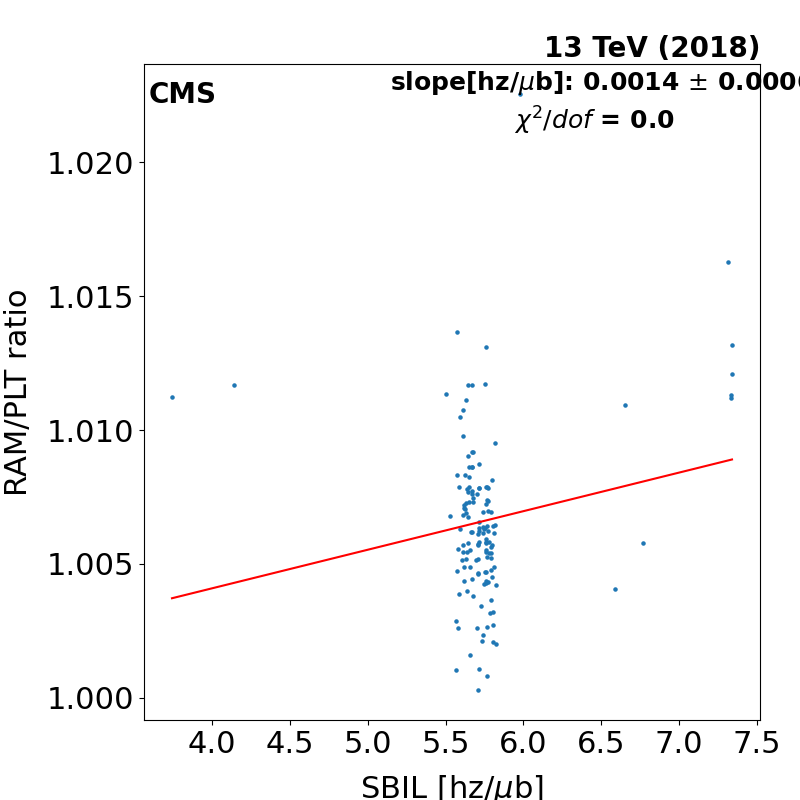 13 TeV (2018)
CMS
slope[hz/μb]: 0.0014 ± 0.000
χ²/dof = 0.0
1.020
1.015
1.010
1.005
1.000
RAM/PLT ratio
4.0 4.5 5.0 5.5 6.0 6.5 7.0 7.5
SBIL [hz/μb]